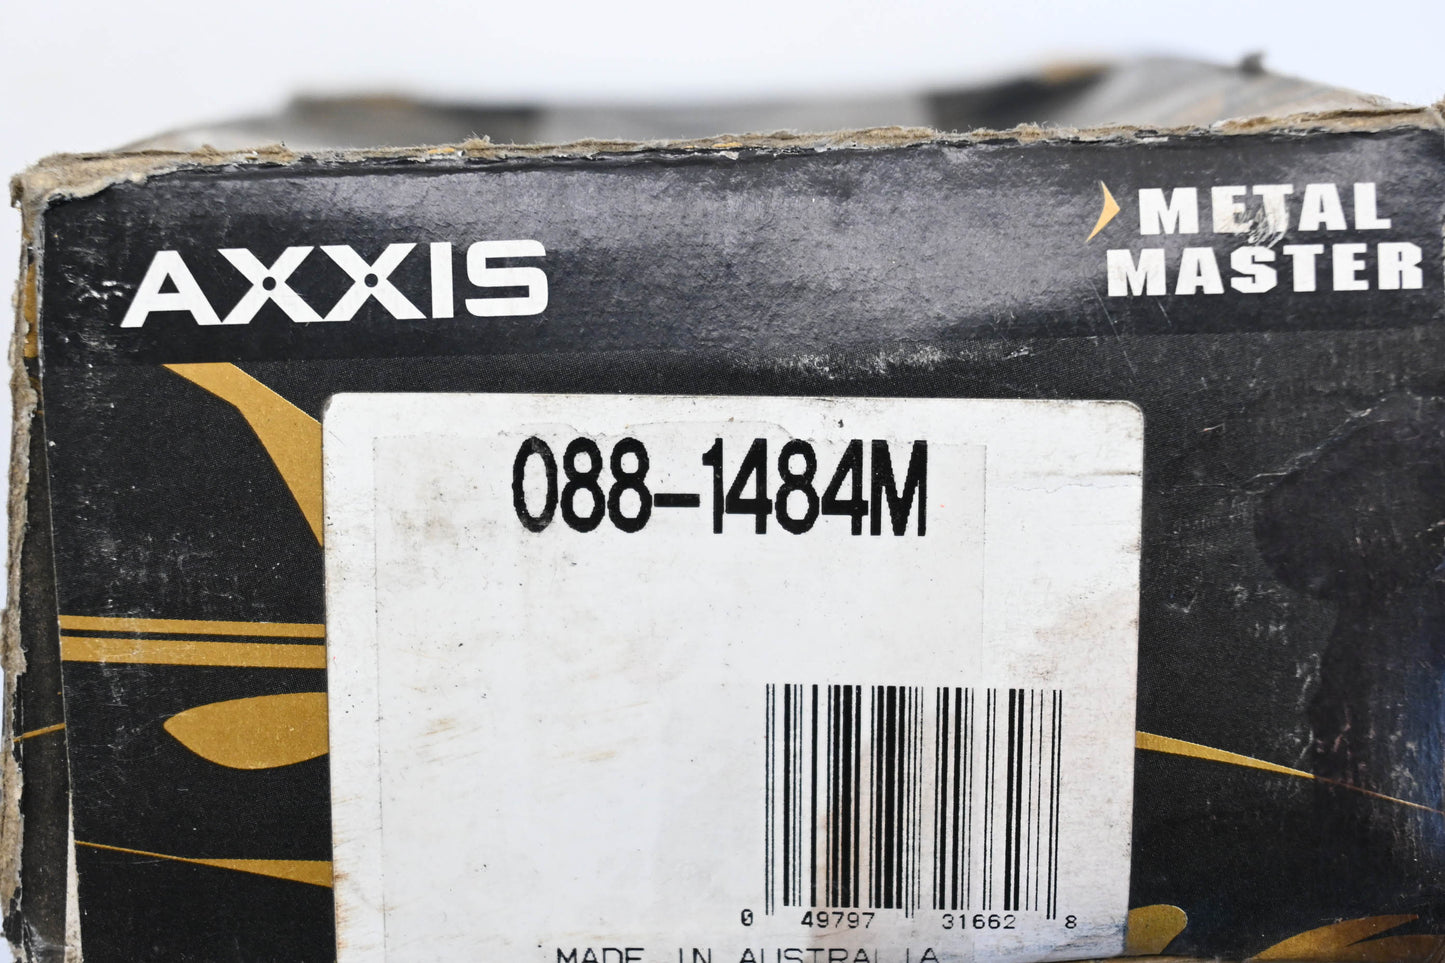 AXXIS
METAL
MASTER
088-1484M
0 49797 31662 8
MADE IN AUSTRALIA